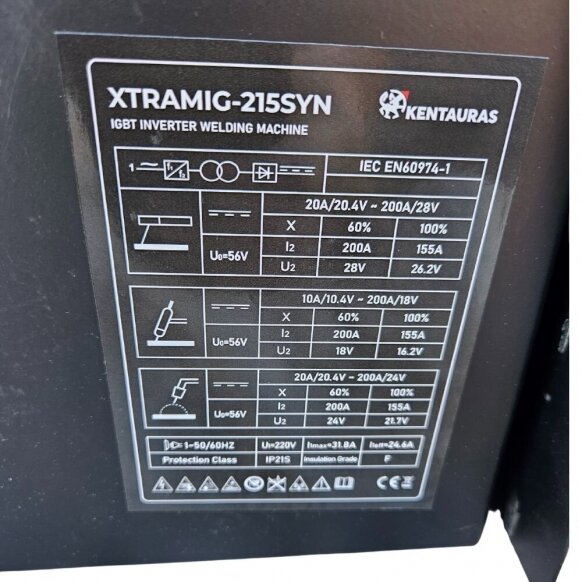 XTRAMIG-215SYN
KENTAURAS
IGBT INVERTER WELDING MACHINE
1~ f1 f2 IEC EN60974-1
20A/20.4V ~ 200A/28V
X 60% 100%
U0=56V I2 200A 155A
U2 28V 26.2V
10A/10.4V ~ 200A/18V
X 60% 100%
U0=56V I2 200A 155A
U2 18V 16.2V
20A/20.4V ~ 200A/24V
X 60% 100%
U0=56V I2 200A 155A
U2 24V 21.7V
1~50/60HZ U1=220V I1max=31.8A I1eff=24.6A
Protection Class IP21S Insulation Grade F
CE